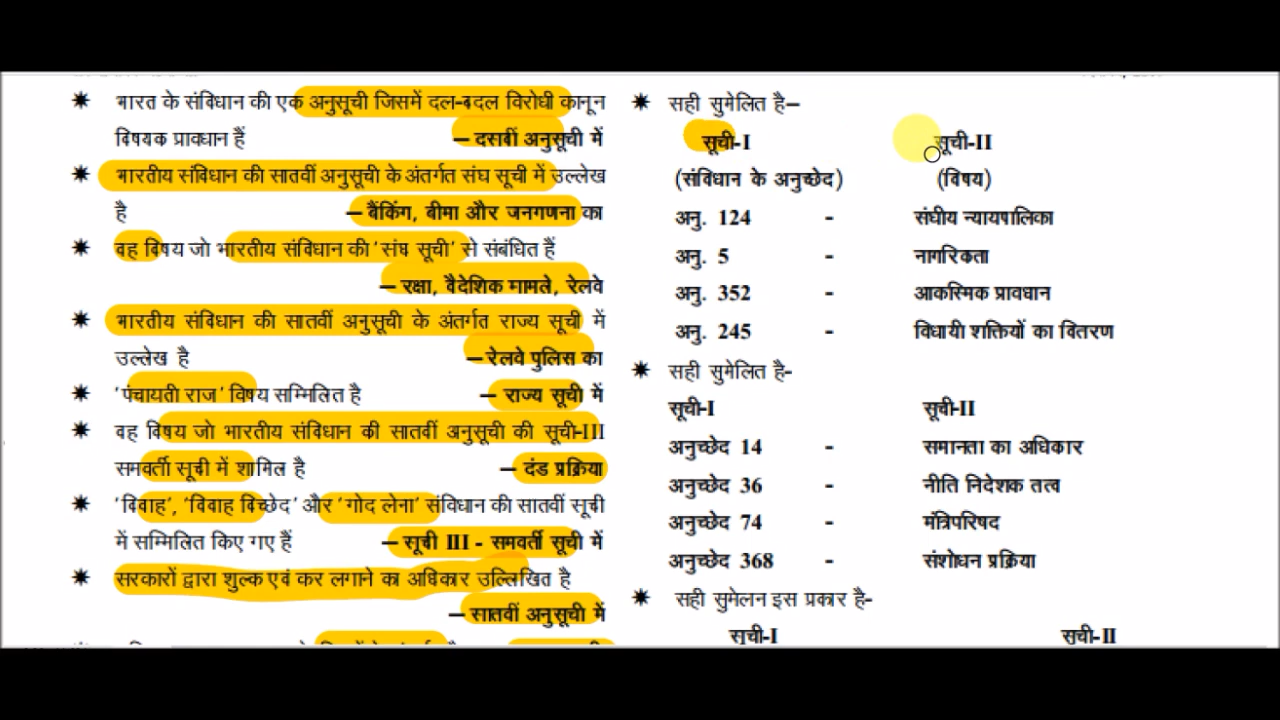 ✷ भारत के संविधान की एक अनुसूची जिसमें दल-बदल विरोधी कानून
विषयक प्रावधान हैं – दसवीं अनुसूची में
✷ भारतीय संविधान की सातवीं अनुसूची के अंतर्गत संघ सूची में उल्लेख
है – बैंकिंग, बीमा और जनगणना का
✷ वह विषय जो भारतीय संविधान की 'संघ सूची' से संबंधित हैं
– रक्षा, वैदेशिक मामले, रेलवे
✷ भारतीय संविधान की सातवीं अनुसूची के अंतर्गत राज्य सूची में
उल्लेख है – रेलवे पुलिस का
✷ 'पंचायती राज' विषय सम्मिलित है – राज्य सूची में
✷ वह विषय जो भारतीय संविधान की सातवीं अनुसूची की सूची-III
समवर्ती सूची में शामिल है – दंड प्रक्रिया
✷ 'विवाह', 'विवाह विच्छेद' और 'गोद लेना' संविधान की सातवीं सूची
में सम्मिलित किए गए हैं – सूची III - समवर्ती सूची में
✷ सरकारों द्वारा शुल्क एवं कर लगाने का अधिकार उल्लिखित है
– सातवीं अनुसूची में
✷ सही सुमेलित है–
सूची-I सूची-II
(संविधान के अनुच्छेद) (विषय)
अनु. 124 - संघीय न्यायपालिका
अनु. 5 - नागरिकता
अनु. 352 - आकस्मिक प्रावधान
अनु. 245 - विधायी शक्तियों का वितरण
✷ सही सुमेलित है-
सूची-I सूची-II
अनुच्छेद 14 - समानता का अधिकार
अनुच्छेद 36 - नीति निदेशक तत्व
अनुच्छेद 74 - मंत्रिपरिषद
अनुच्छेद 368 - संशोधन प्रक्रिया
✷ सही सुमेलन इस प्रकार है-
सूची-I सूची-II